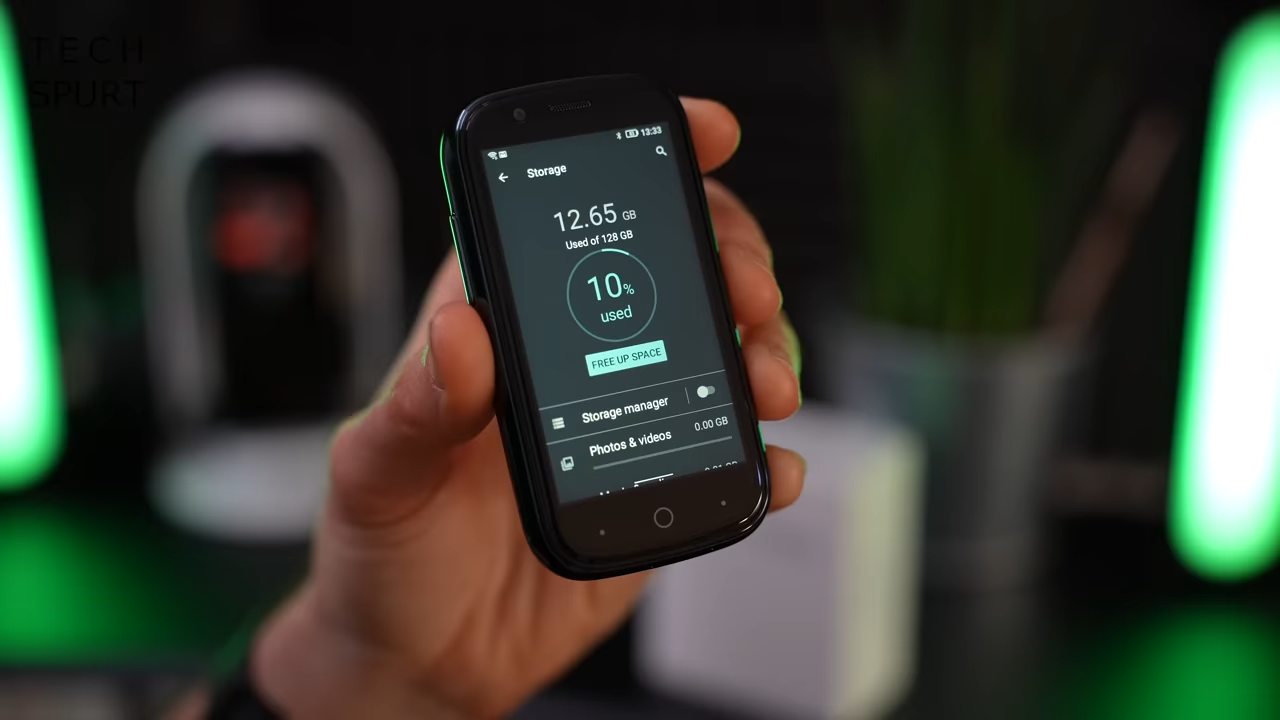 TECH
SPURT
13:33
Storage
12.65 GB
Used of 128 GB
10%
used
FREE UP SPACE
Storage manager
Photos & videos
0.00 GB